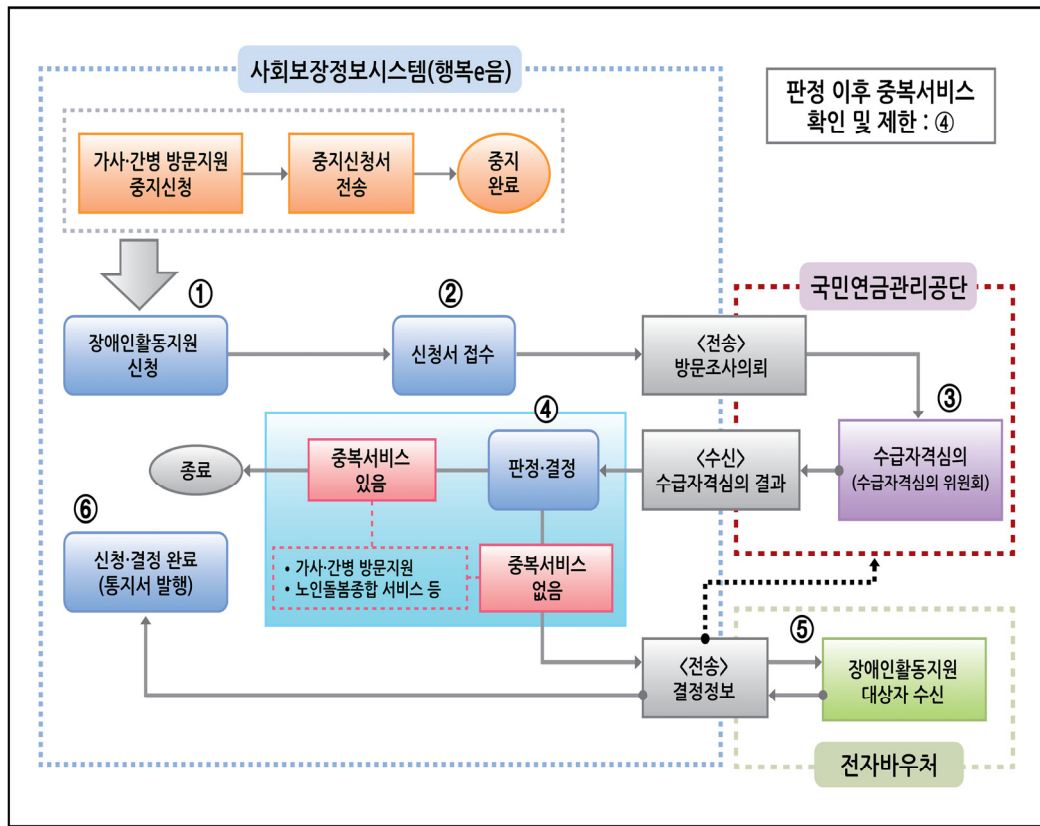 사회보장정보시스템(행복e음)
판정 이후 중복서비스
확인 및 제한 : ④
가사·간병 방문지원
중지신청
중지신청서
전송
중지
완료
국민연금관리공단
①
장애인활동지원
신청
②
신청서 접수
〈전송〉
방문조사의뢰
③
수급자격심의
(수급자격심의 위원회)
〈수신〉
수급자격심의 결과
④
판정·결정
중복서비스
있음
종료
• 가사·간병 방문지원
• 노인돌봄종합 서비스 등
중복서비스
없음
⑥
신청·결정 완료
(통지서 발행)
〈전송〉
결정정보
⑤
장애인활동지원
대상자 수신
전자바우처